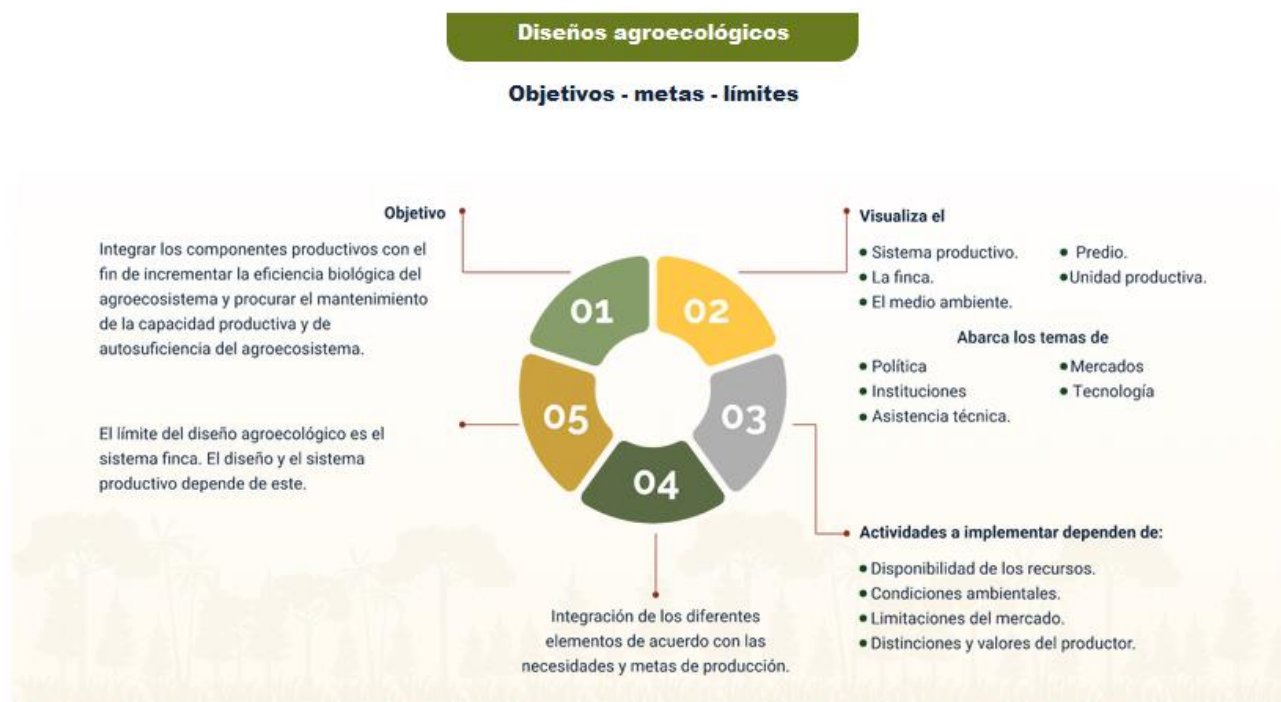 Diseños agroecológicos
Objetivos - metas - límites
Objetivo
Integrar los componentes productivos con el
fin de incrementar la eficiencia biológica del
agroecosistema y procurar el mantenimiento
de la capacidad productiva y de
autosuficiencia del agroecosistema.
01
02
Visualiza el
• Sistema productivo.
• La finca.
• El medio ambiente.
• Predio.
•Unidad productiva.
Abarca los temas de
• Política
• Instituciones
• Asistencia técnica.
•Mercados
• Tecnología
03
Actividades a implementar dependen de:
• Disponibilidad de los recursos.
• Condiciones ambientales.
• Limitaciones del mercado.
• Distinciones y valores del productor.
04
Integración de los diferentes
elementos de acuerdo con las
necesidades y metas de producción.
05
El límite del diseño agroecológico es el
sistema finca. El diseño y el sistema
productivo depende de este.